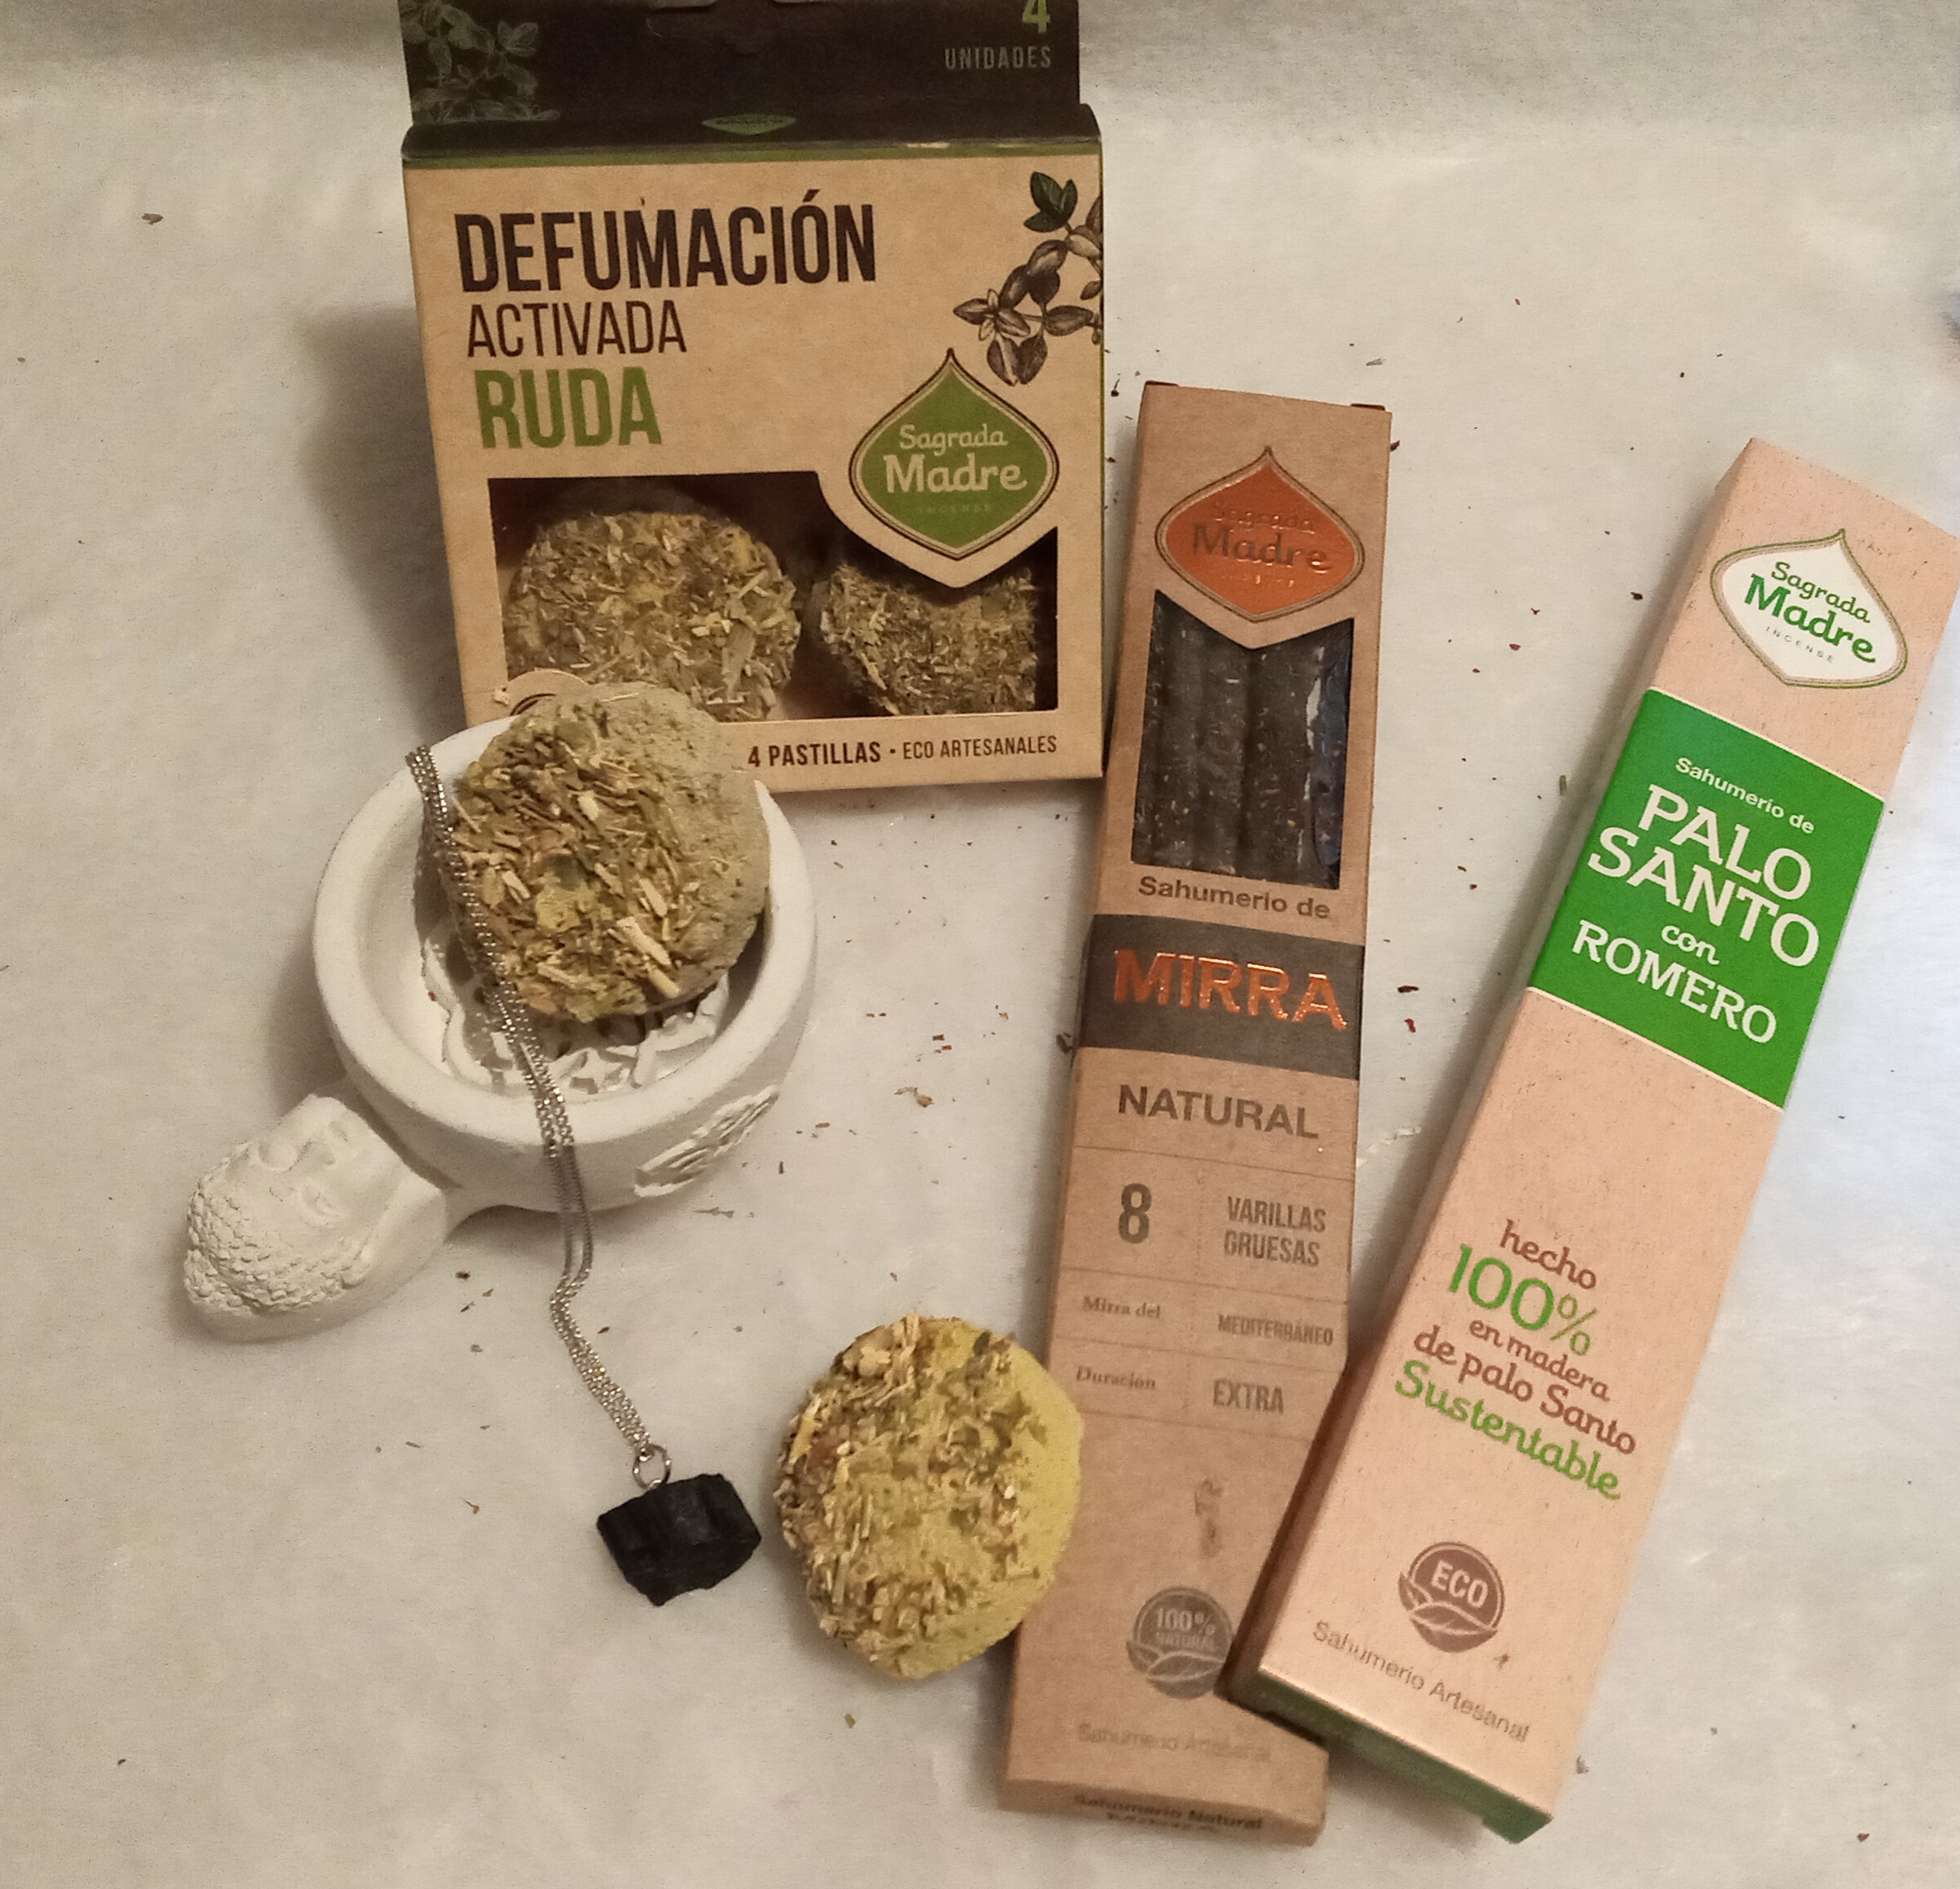 4
UNIDADES
DEFUMACIÓN
ACTIVADA
RUDA
Sagrada
Madre
INCENSE
4 PASTILLAS • ECO ARTESANALES
Sagrada
Madre
Sahumerio de
MIRRA
NATURAL
8
VARILLAS
GRUESAS
Mirra del
MEDITERRÁNEO
Duración
EXTRA
100%
NATURAL
Sahumerio Artesanal
Sahumerio Natural
Sagrada
Madre
INCENSE
Sahumerio de
PALO
SANTO
con
ROMERO
hecho
100%
en madera
de palo Santo
Sustentable
ECO
Sahumerio Artesanal